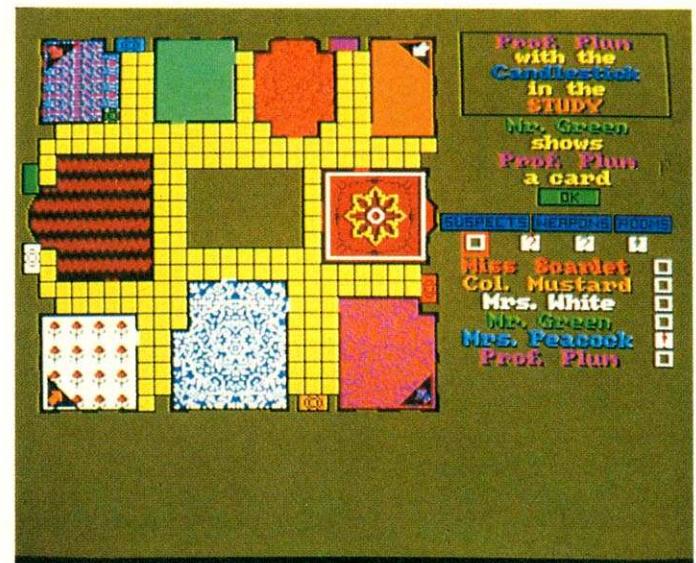 Prof. Plum
with the
Candlestick
in the
STUDY
Mr. Green
shows
Prof. Plum
a card
OK
SUSPECTS WEAPONS ROOMS
Miss Scarlet
Col. Mustard
Mrs. White
Mr. Green
Mrs. Peacock
Prof. Plum